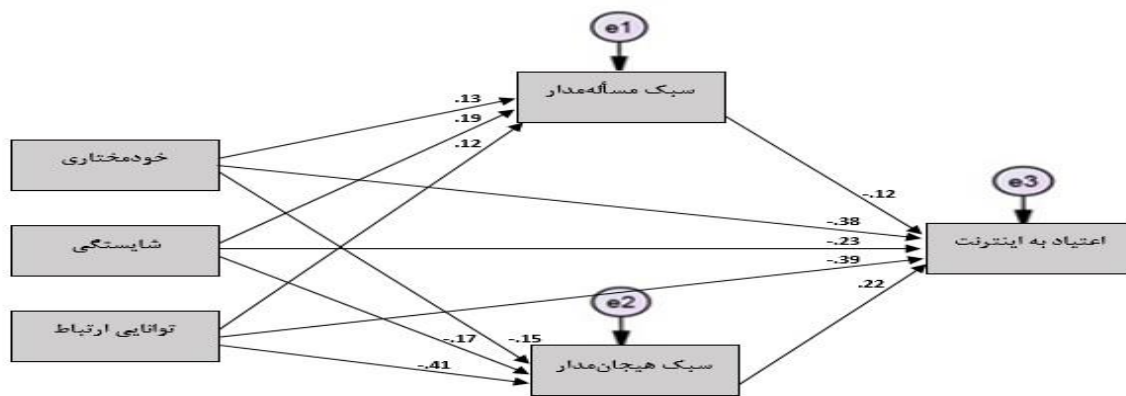 e1
سبک مسأله‌مدار
.13
.19
.12
خودمختاری
e3
-.12
-.38
شایستگی
-.23
اعتیاد به اینترنت
-.39
e2
.22
توانایی ارتباط
-.17
-.15
-.41
سبک هیجان‌مدار